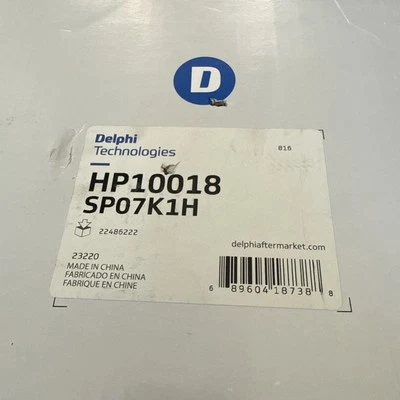 D
Delphi
Technologies
816
HP10018
SP07K1H
22486222
delphiaftermarket.com/
23220
MADE IN CHINA
FABRICADO EN CHINA
FABRIQUE EN CHINE
6 89604 18738 8